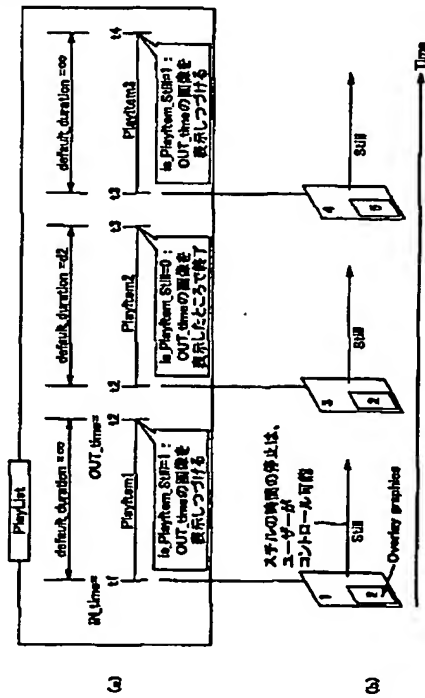 (a)
PlayList
default_duration =∞
default_duration =d2
default_duration =∞
IN_time=
OUT_time=
t1
t2
t2
t3
t3
t4
PlayItem1
PlayItem2
PlayItem3
is_PlayItem_Still=1 :
OUT_timeの画像を
表示しつづける
is_PlayItem_Still=0 :
OUT_timeの画像を
表示したところで終了
is_PlayItem_Still=1 :
OUT_timeの画像を
表示しつづける
(b)
ステルの時間の停止は、
ユーザーが
コントロール可能
1
2
Still
Overlay graphics
3
2
Still
4
5
Still
Time